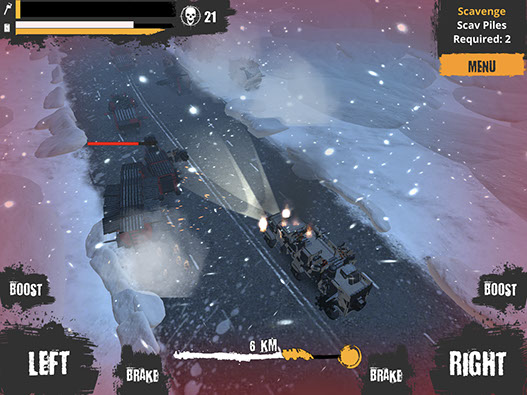 21
Scavenge
Scav Piles
Required: 2
MENU
BOOST
BOOST
6 KM
LEFT
BRAKE
BRAKE
RIGHT